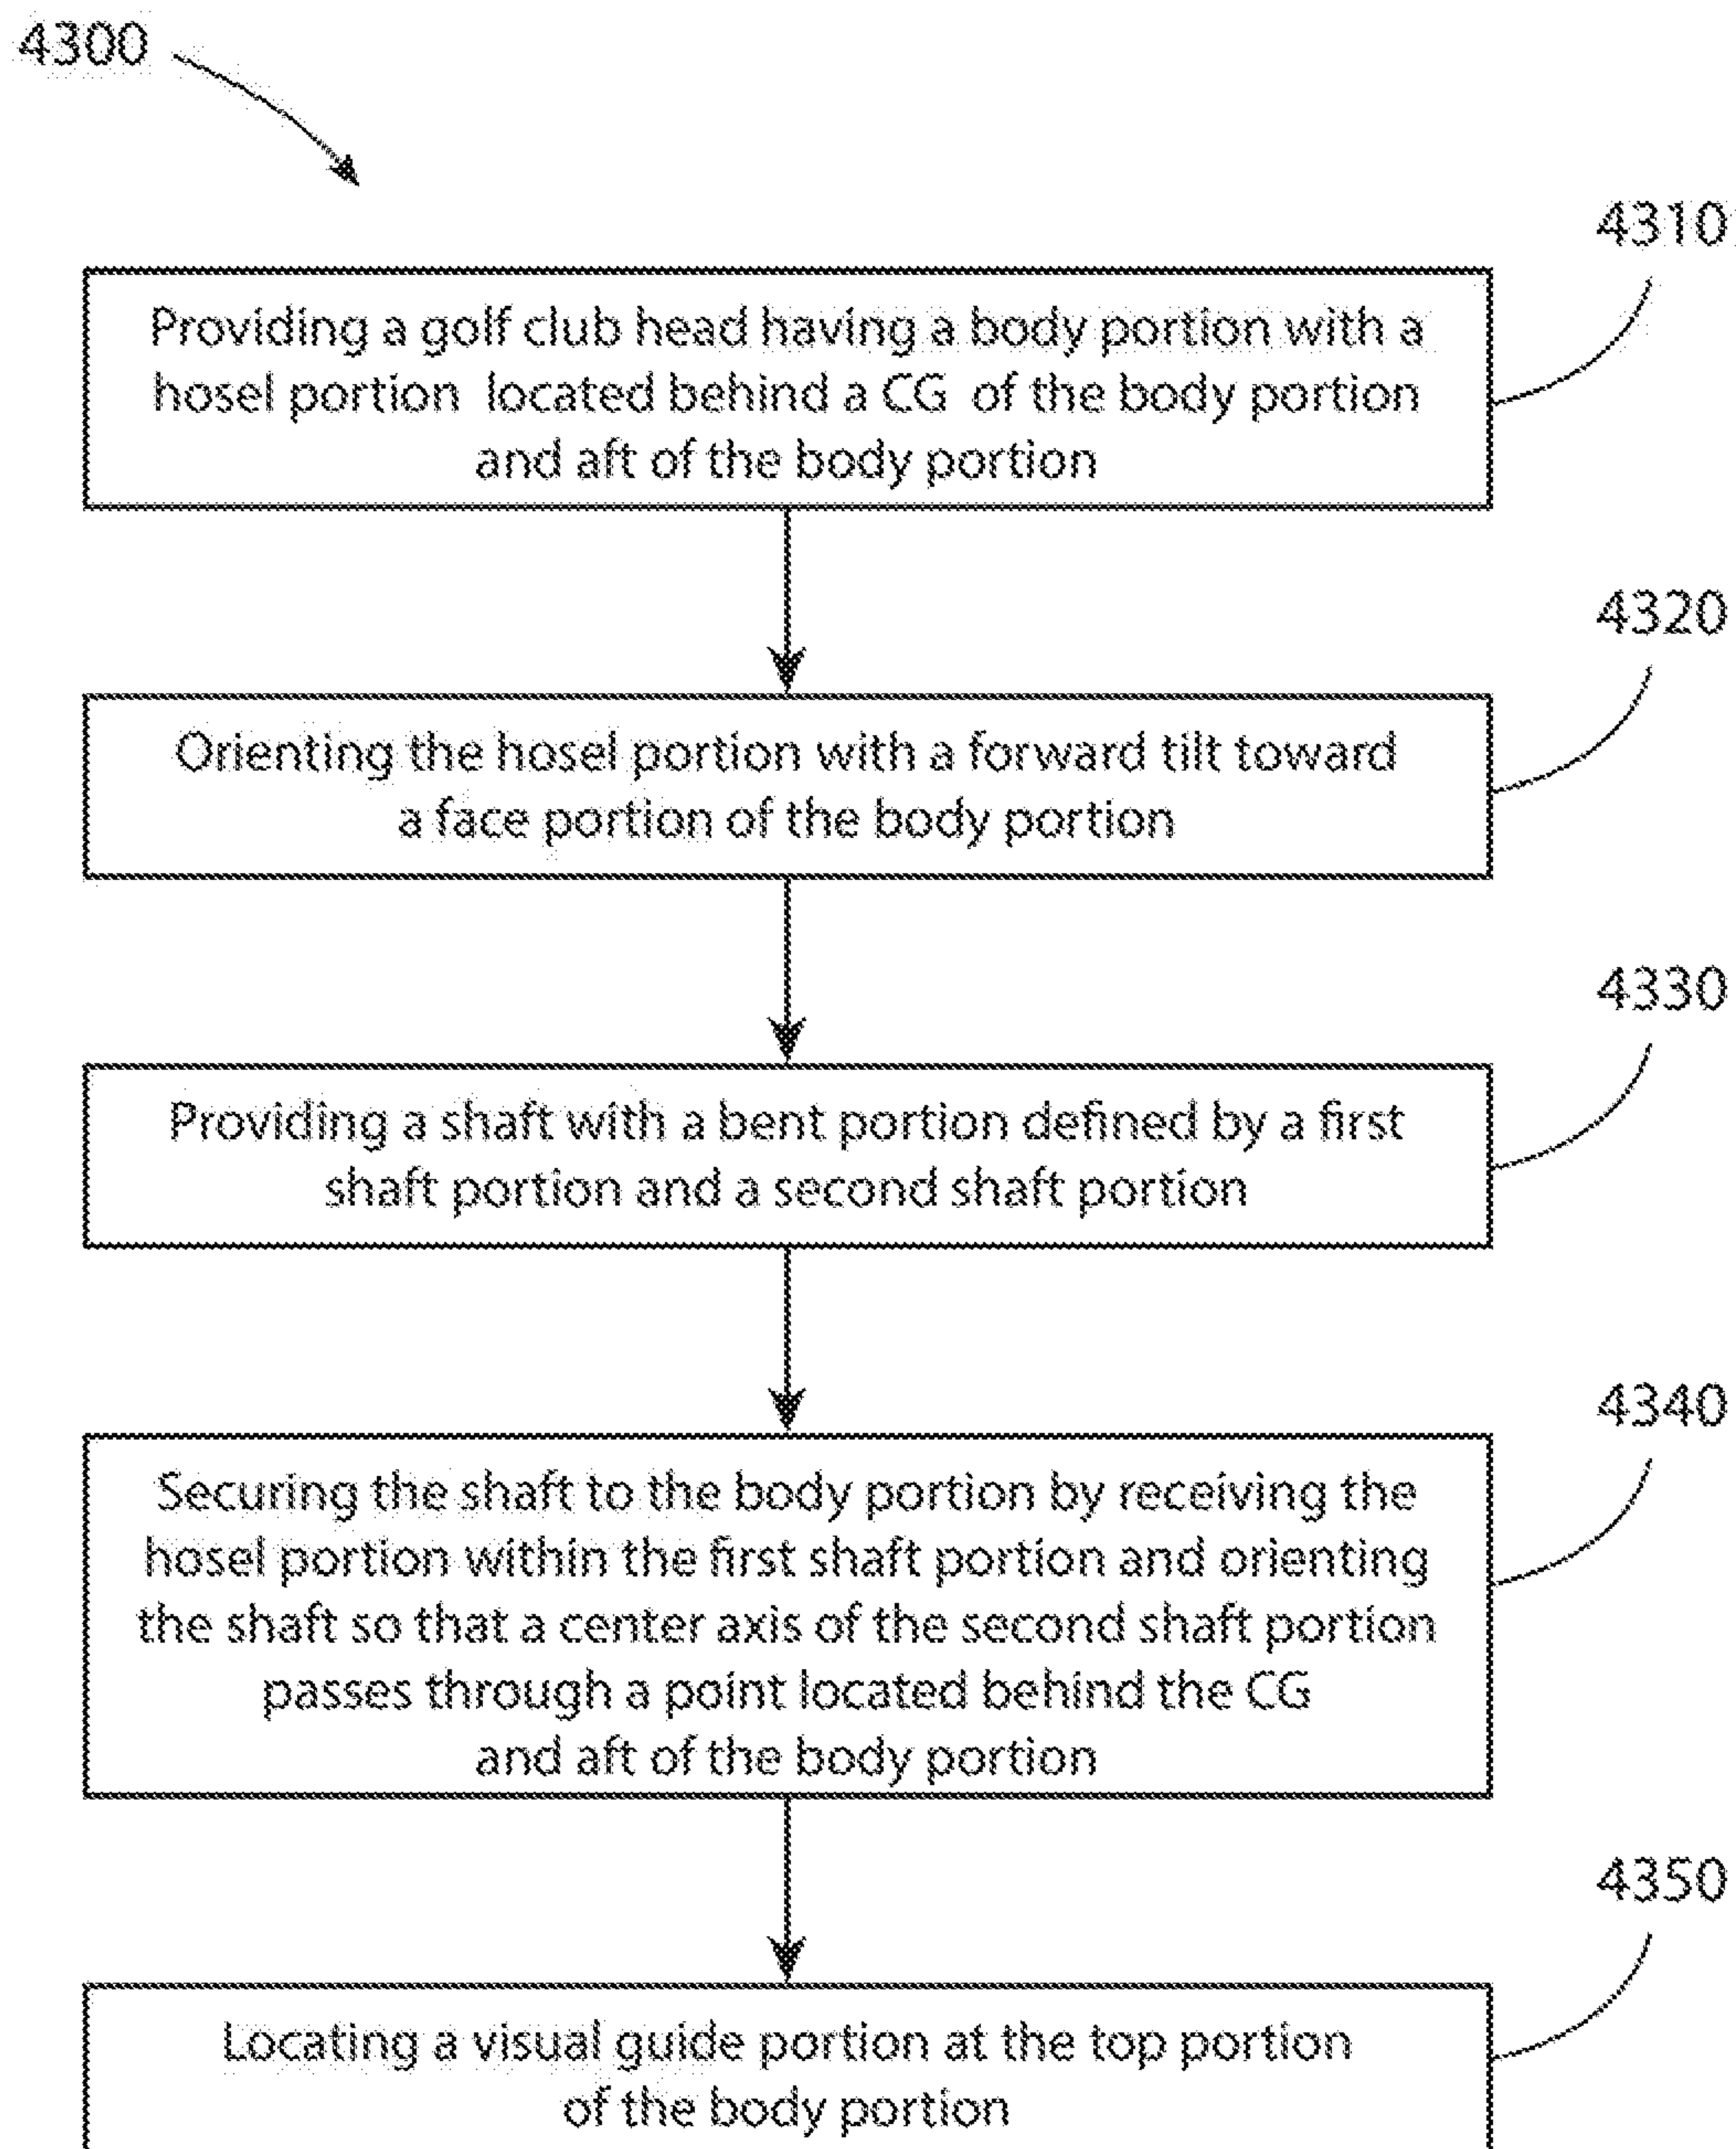 4300
4310
Providing a golf club head having a body portion with a
hosel portion located behind a CG of the body portion
and aft of the body portion
4320
Orienting the hosel portion with a forward tilt toward
a face portion of the body portion
4330
Providing a shaft with a bent portion defined by a first
shaft portion and a second shaft portion
4340
Securing the shaft to the body portion by receiving the
hosel portion within the first shaft portion and orienting
the shaft so that a center axis of the second shaft portion
passes through a point located behind the CG
and aft of the body portion
4350
Locating a visual guide portion at the top portion
of the body portion